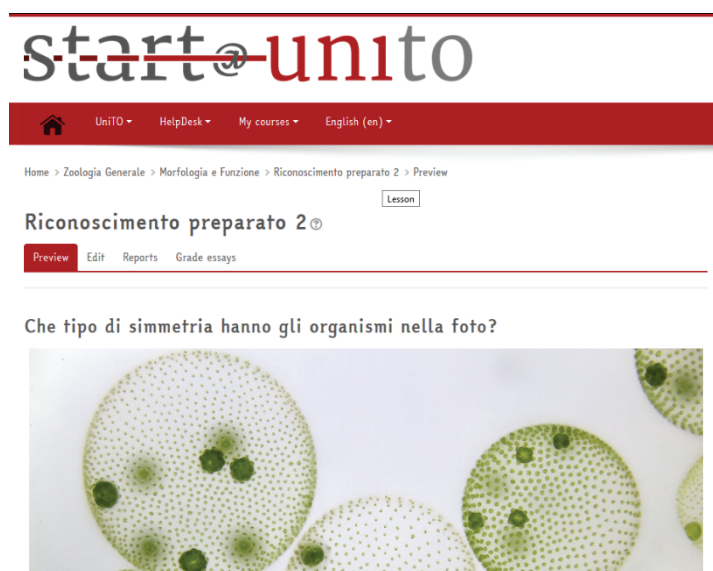 start@unito
UniTO HelpDesk My courses English (en)
Home > Zoologia Generale > Morfologia e Funzione > Riconoscimento preparato 2 > Preview
Lesson
Riconoscimento preparato 2
Preview Edit Reports Grade essays
Che tipo di simmetria hanno gli organismi nella foto?